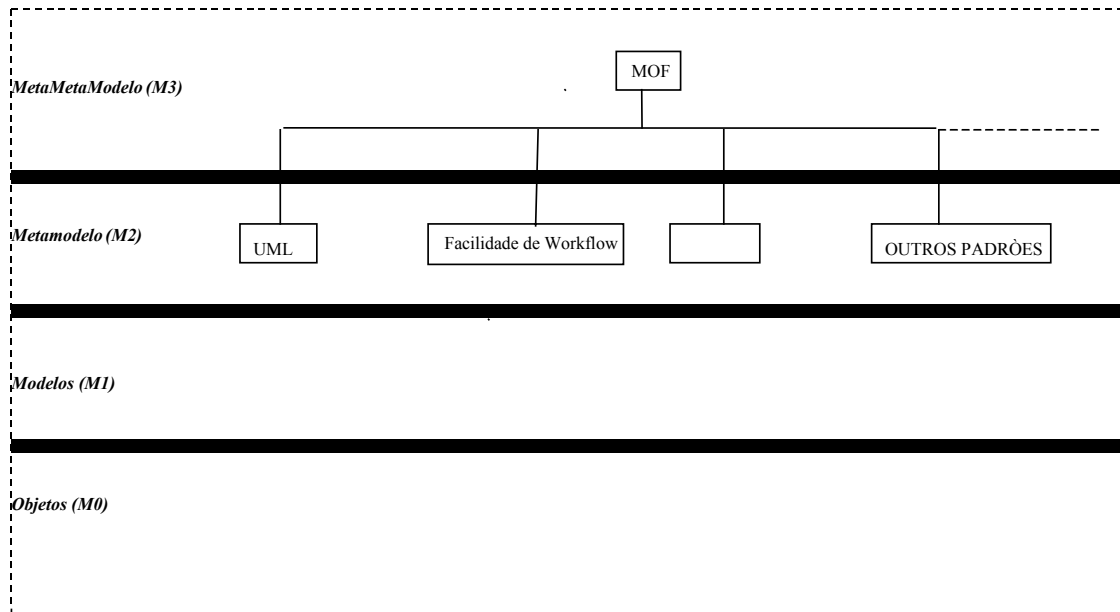 MOF
MetaMetaModelo (M3)
Metamodelo (M2)
UML
Facilidade de Workflow
OUTROS PADRÒES
Modelos (M1)
Objetos (M0)